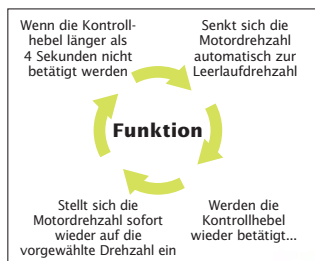 Wenn die Kontroll-
hebel länger als
4 Sekunden nicht
betätigt werden
Senkt sich die
Motordrehzahl
automatisch zur
Leerlaufdrehzahl
Funktion
Werden die
Kontrollhebel
wieder betätigt...
Stellt sich die
Motordrehzahl sofort
wieder auf die
vorgewählte Drehzahl ein